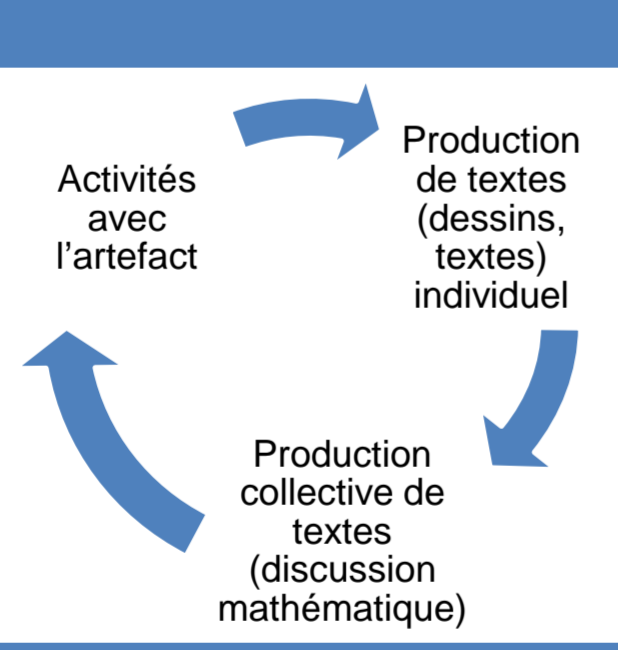 Activités
avec
l'artefact
Production
de textes
(dessins,
textes)
individuel
Production
collective de
textes
(discussion
mathématique)